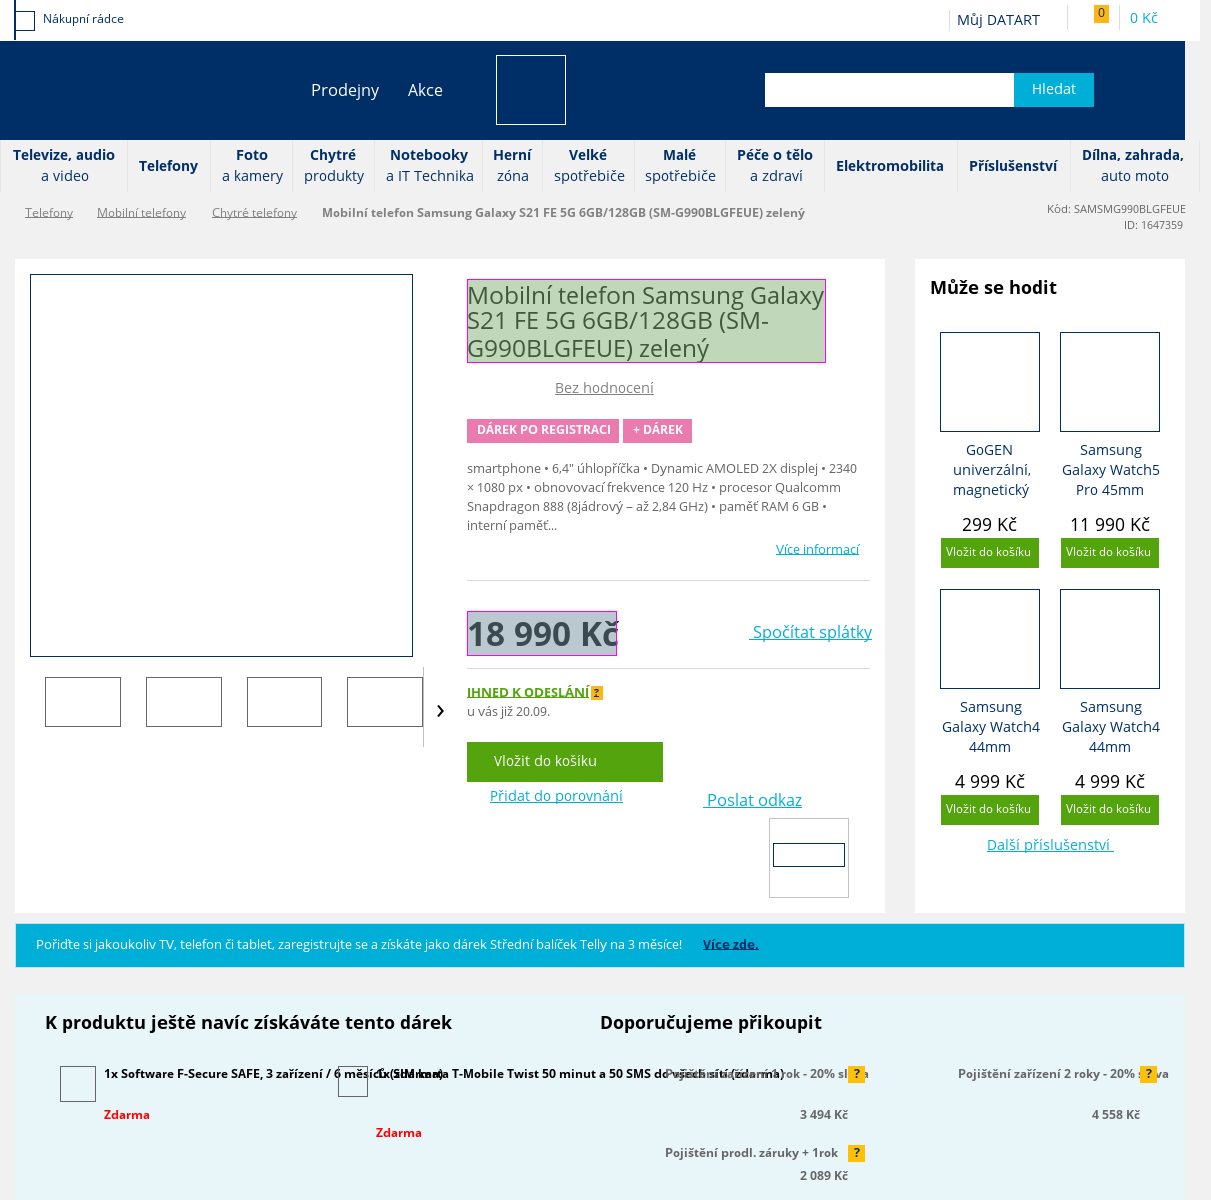 Nákupní rádce
Můj DATART
0
0 Kč
Prodejny
Akce
Hledat
Televize, audio
a video
Telefony
Foto
a kamery
Chytré
produkty
Notebooky
a IT Technika
Herní
zóna
Velké
spotřebiče
Malé
spotřebiče
Péče o tělo
a zdraví
Elektromobilita
Příslušenství
Dílna, zahrada,
auto moto
Telefony
Mobilní telefony
Chytré telefony
Mobilní telefon Samsung Galaxy S21 FE 5G 6GB/128GB (SM-G990BLGFEUE) zelený
Kód: SAMSMG990BLGFEUE
ID: 1647359
Mobilní telefon Samsung Galaxy
S21 FE 5G 6GB/128GB (SM-
G990BLGFEUE) zelený
Bez hodnocení
DÁREK PO REGISTRACI
+ DÁREK
smartphone • 6,4" úhlopříčka • Dynamic AMOLED 2X displej • 2340
× 1080 px • obnovovací frekvence 120 Hz • procesor Qualcomm
Snapdragon 888 (8jádrový – až 2,84 GHz) • paměť RAM 6 GB •
interní paměť...
Více informací
18 990 Kč
Spočítat splátky
IHNED K ODESLÁNÍ ?
u vás již 20.09.
Vložit do košíku
Přidat do porovnání
Poslat odkaz
Může se hodit
GoGEN
univerzální,
magnetický
299 Kč
Vložit do košíku
Samsung
Galaxy Watch5
Pro 45mm
11 990 Kč
Vložit do košíku
Samsung
Galaxy Watch4
44mm
4 999 Kč
Vložit do košíku
Samsung
Galaxy Watch4
44mm
4 999 Kč
Vložit do košíku
Další příslušenství
Pořiďte si jakoukoliv TV, telefon či tablet, zaregistrujte se a získáte jako dárek Střední balíček Telly na 3 měsíce!
Více zde.
K produktu ještě navíc získáváte tento dárek
1x Software F-Secure SAFE, 3 zařízení / 6 měsíců (zdarma)
Zdarma
1x SIM karta T-Mobile Twist 50 minut a 50 SMS do všech sítí (zdarma)
Zdarma
Doporučujeme přikoupit
Pojištění zařízení 1 rok - 20% sleva
?
3 494 Kč
Pojištění zařízení 2 roky - 20% sleva
?
4 558 Kč
Pojištění prodl. záruky + 1rok
?
2 089 Kč